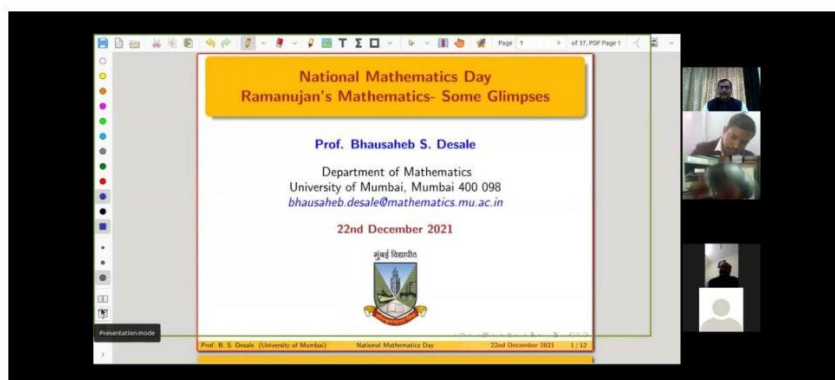 Page 1 of 37, PDF Page 1
National Mathematics Day
Ramanujan's Mathematics- Some Glimpses
Prof. Bhausaheb S. Desale
Department of Mathematics
University of Mumbai, Mumbai 400 098
bhausaheb.desale@mathematics.mu.ac.in
22nd December 2021
मुंबई विद्यापीठ
Presentation mode
Prof. B. S. Desale (University of Mumbai) National Mathematics Day 22nd December 2021 1 / 12